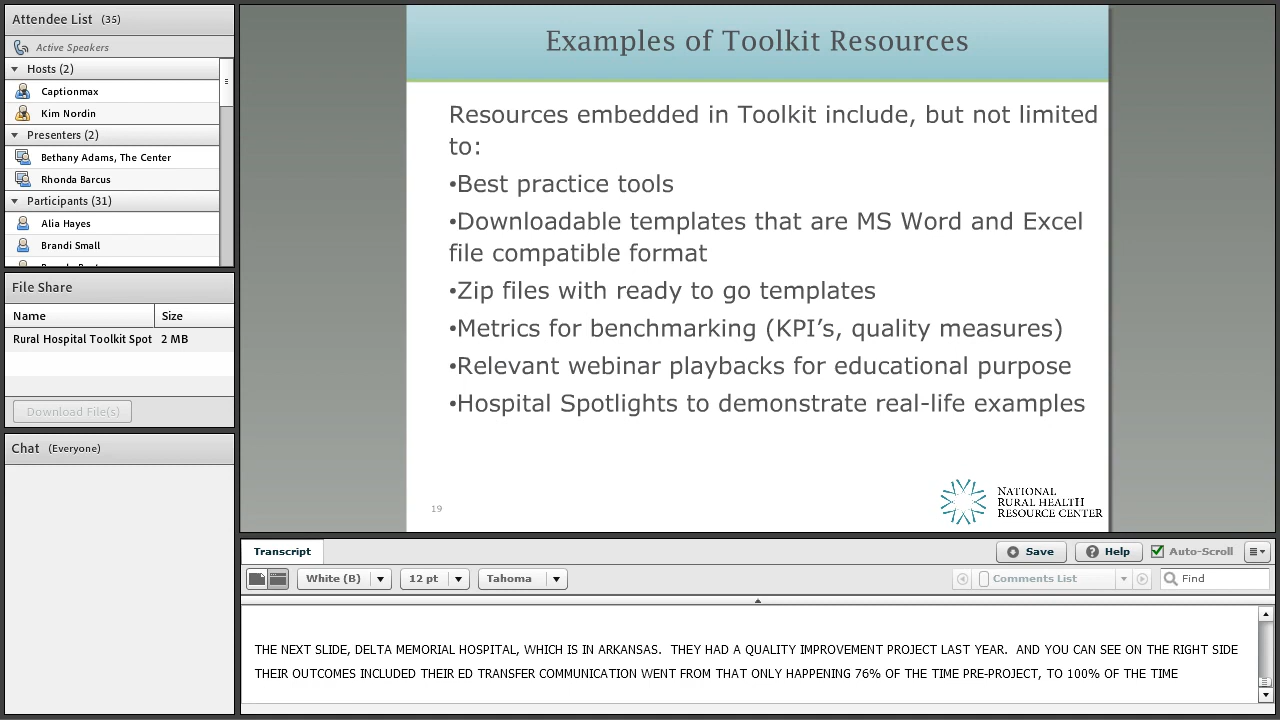 Attendee List (35)
Active Speakers
Hosts (2)
Captionmax
Kim Nordin
Presenters (2)
Bethany Adams, The Center
Rhonda Barcus
Participants (31)
Alia Hayes
Brandi Small
File Share
Name Size
Rural Hospital Toolkit Spot 2 MB
Download File(s)
Chat (Everyone)
Examples of Toolkit Resources
Resources embedded in Toolkit include, but not limited
to:
•Best practice tools
•Downloadable templates that are MS Word and Excel
file compatible format
•Zip files with ready to go templates
•Metrics for benchmarking (KPI’s, quality measures)
•Relevant webinar playbacks for educational purpose
•Hospital Spotlights to demonstrate real-life examples
19
NATIONAL
RURAL HEALTH
RESOURCE CENTER
Transcript Save Help Auto-Scroll
White (B) 12 pt Tahoma Comments List Find
THE NEXT SLIDE, DELTA MEMORIAL HOSPITAL, WHICH IS IN ARKANSAS.  THEY HAD A QUALITY IMPROVEMENT PROJECT LAST YEAR.  AND YOU CAN SEE ON THE RIGHT SIDE
THEIR OUTCOMES INCLUDED THEIR ED TRANSFER COMMUNICATION WENT FROM THAT ONLY HAPPENING 76% OF THE TIME PRE-PROJECT, TO 100% OF THE TIME